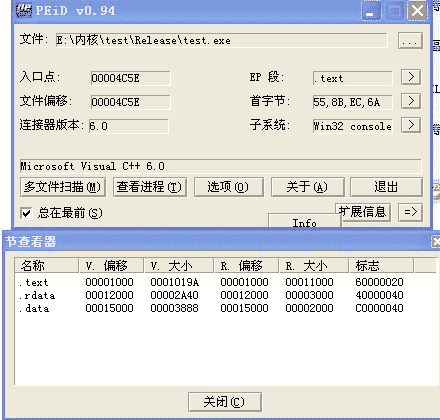 PEiD v0.94
文件: E:\内核\test\Release\test.exe ...
入口点: 00004C5E EP 段: .text >
文件偏移: 00004C5E 首字节: 55,8B,EC,6A >
连接器版本: 6.0 子系统: Win32 console >
Microsoft Visual C++ 6.0
多文件扫描(M) 查看进程(T) 选项(O) 关于(A) 退出
总在最前(S) 扩展信息 =>
Info
节查看器
名称 V. 偏移 V. 大小 R. 偏移 R. 大小 标志
.text 00001000 0001019A 00001000 00011000 60000020
.rdata 00012000 00002A40 00012000 00003000 40000040
.data 00015000 00003888 00015000 00002000 C0000040
关闭(C)